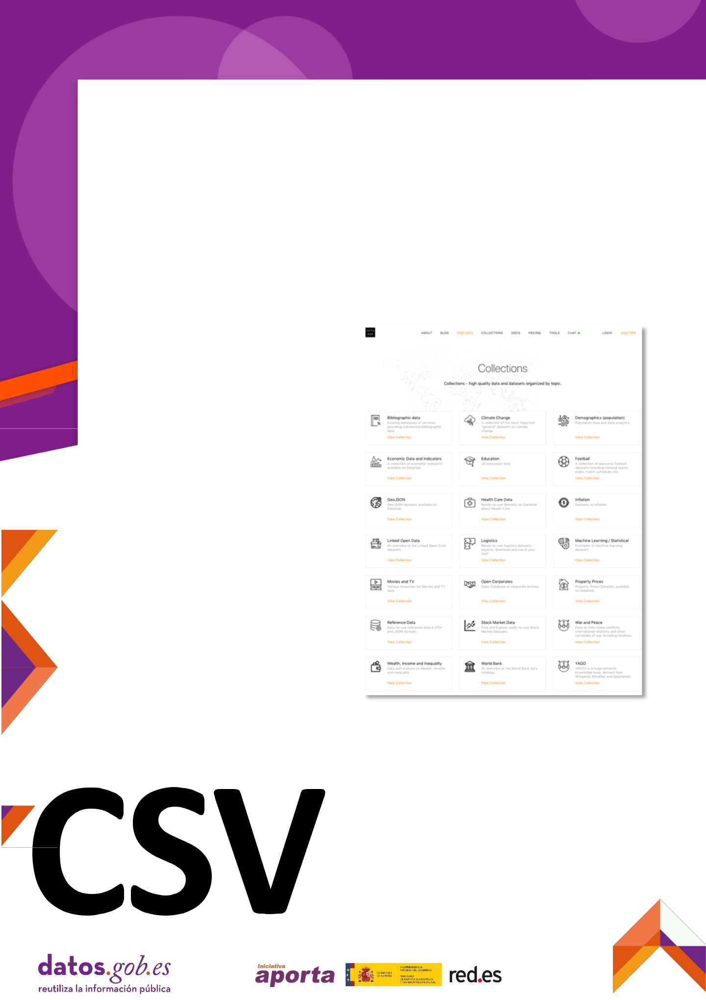 DATA
HUB
ABOUT BLOG FIND DATA COLLECTIONS DOCS PRICING TOOLS CHAT LOGIN JOIN FREE
Collections
Collections - high quality data and datasets organized by topic.
Bibliographic data
Existing databases or services
providing substantial bibliographic
data
View Collection
Climate Change
A collection of the most important
"general" datasets on climate
change.
View Collection
Demographics (population)
Population data and data analytics.
View Collection
Economic Data and Indicators
A collection of economic indicators
available on DataHub.
View Collection
Education
US education data
View Collection
Football
A collection of awesome football
datasets including national teams,
clubs, match schedules etc.
View Collection
GeoJSON
GeoJSON datasets available on
DataHub.
View Collection
Health Care Data
Ready-to-use datasets on DataHub
about Health Care.
View Collection
Inflation
Datasets re Inflation
View Collection
Linked Open Data
An overview of the Linked Open Data
datasets.
View Collection
Logistics
Ready-to-use logistics datasets -
explore, download and use in your
tool!
View Collection
Machine Learning / Statistical
Examples of machine learning
datasets.
View Collection
Movies and TV
Various resources for Movies and TV
data
View Collection
Open Corporates
Open Database of corporate entities.
View Collection
Property Prices
Property Prices Datasets available
on DataHub.
View Collection
Reference Data
Easy-to-use reference data in CSV
and JSON formats.
View Collection
Stock Market Data
Find and Explore ready-to-use Stock
Market Datasets.
View Collection
War and Peace
Data on inter-state conflicts,
international relations and other
correlates of war including fatalities.
View Collection
Wealth, Income and Inequality
Data and analysis on Wealth, Income
and Inequality
View Collection
World Bank
An overview of the World Bank data
holdings.
View Collection
YAGO
YAGO3 is a huge semantic
knowledge base, derived from
Wikipedia WordNet and GeoNames.
View Collection
CSV
datos.gob.es
reutiliza la información pública
Iniciativa
aporta
GOBIERNO
DE ESPAÑA
VICEPRESIDENCIA
TERCERA DEL GOBIERNO
MINISTERIO
DE ASUNTOS ECONÓMICOS
Y TRANSFORMACIÓN DIGITAL
red.es